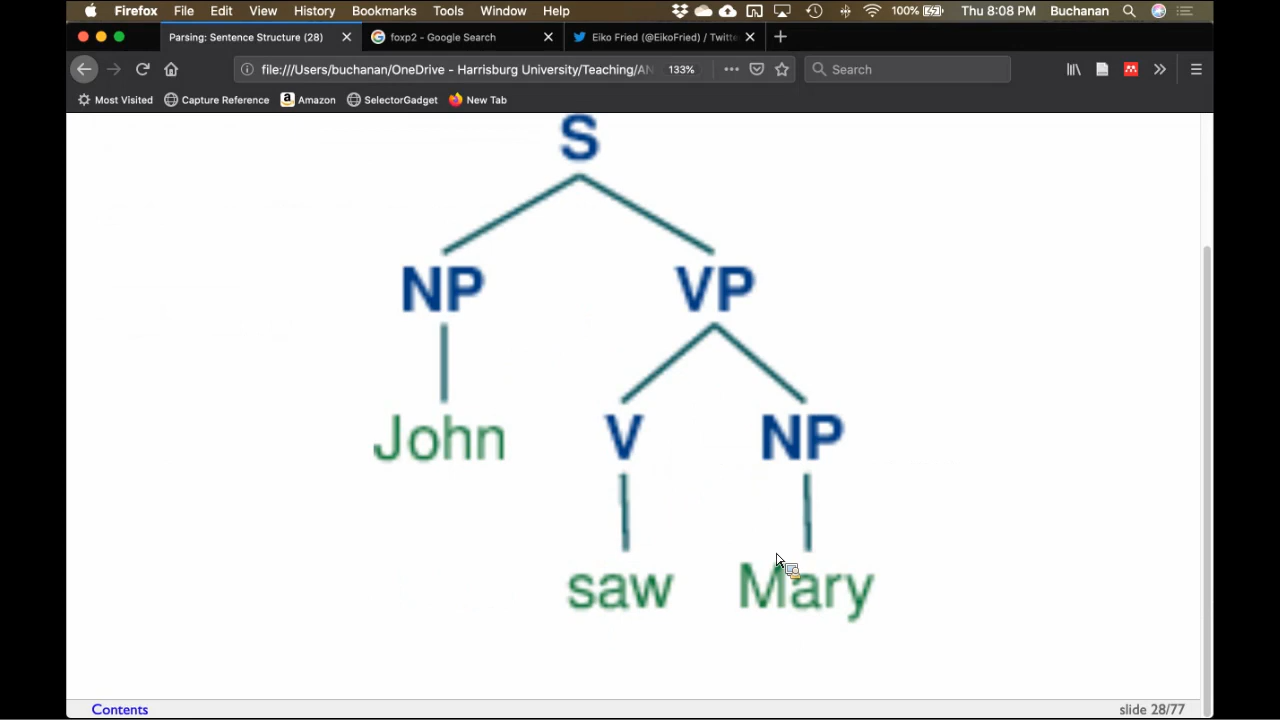 Firefox File Edit View History Bookmarks Tools Window Help 100% Thu 8:08 PM Buchanan
Parsing: Sentence Structure (28) foxp2 - Google Search Eiko Fried (@EikoFried) / Twitte
file:///Users/buchanan/OneDrive - Harrisburg University/Teaching/AN 133% Search
Most Visited Capture Reference Amazon SelectorGadget New Tab
S
NP VP
John V NP
saw Mary
Contents slide 28/77